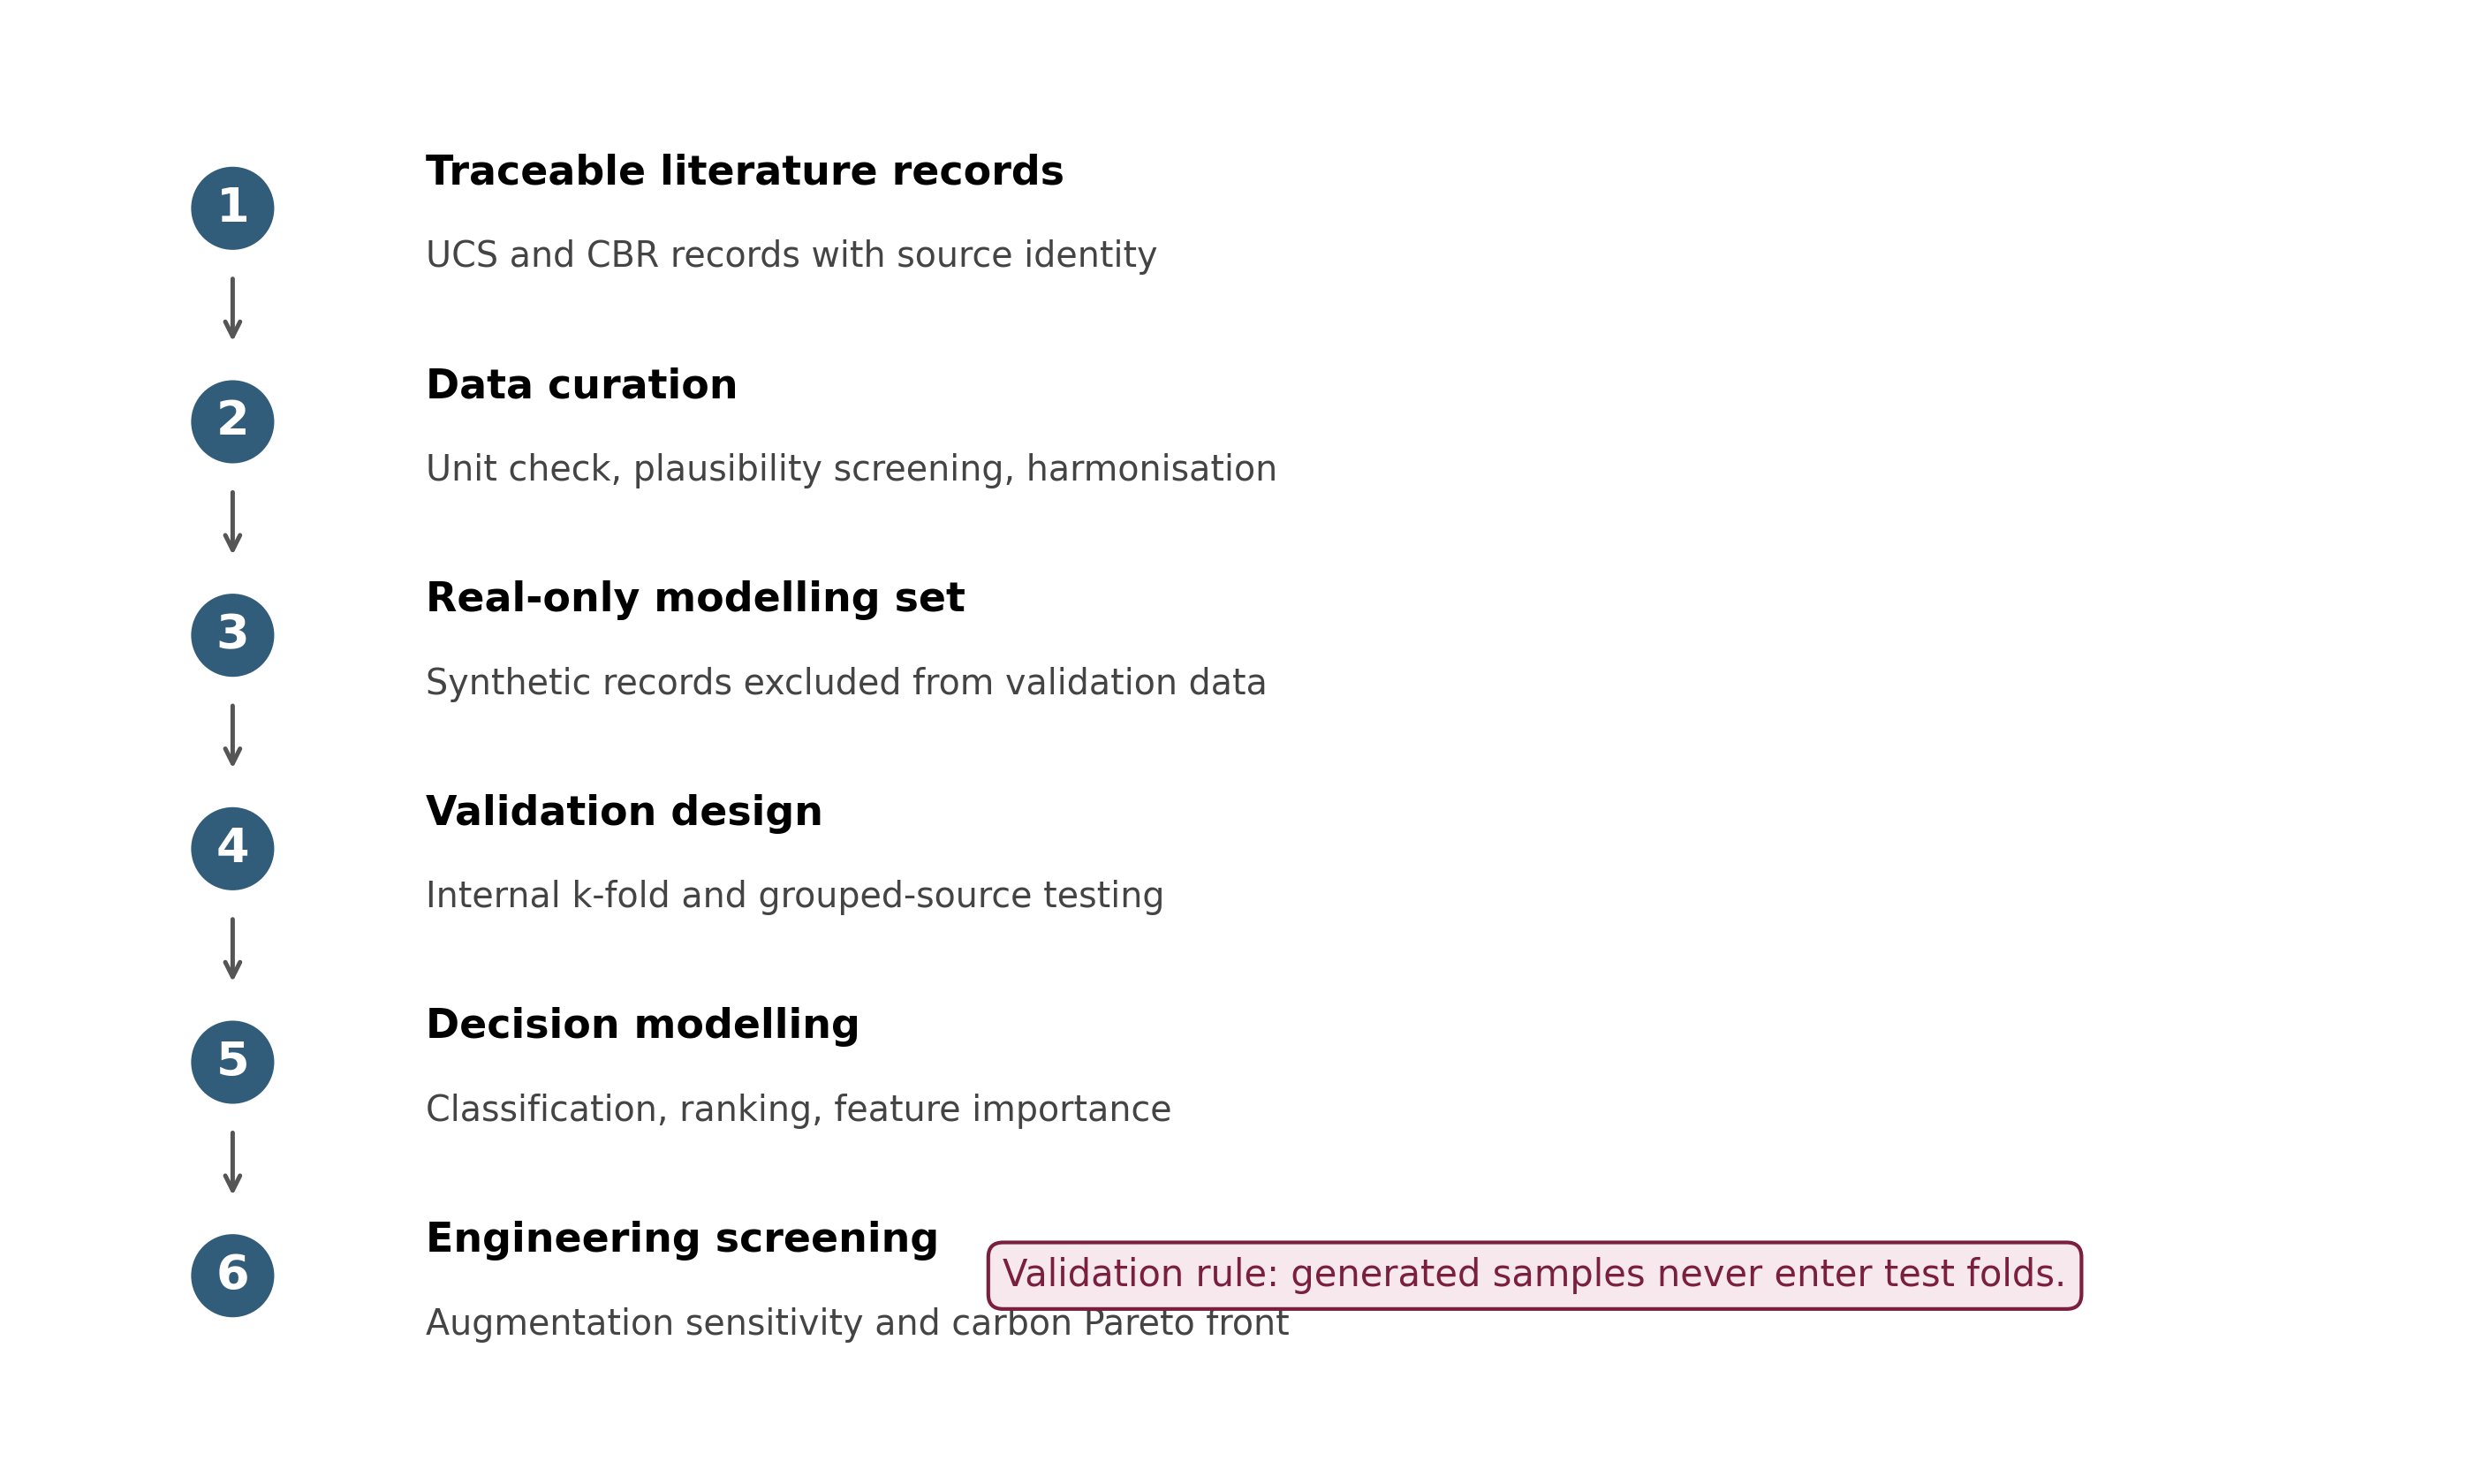 1
Traceable literature records
UCS and CBR records with source identity
2
Data curation
Unit check, plausibility screening, harmonisation
3
Real-only modelling set
Synthetic records excluded from validation data
4
Validation design
Internal k-fold and grouped-source testing
5
Decision modelling
Classification, ranking, feature importance
6
Engineering screening
Validation rule: generated samples never enter test folds.
Augmentation sensitivity and carbon Pareto front